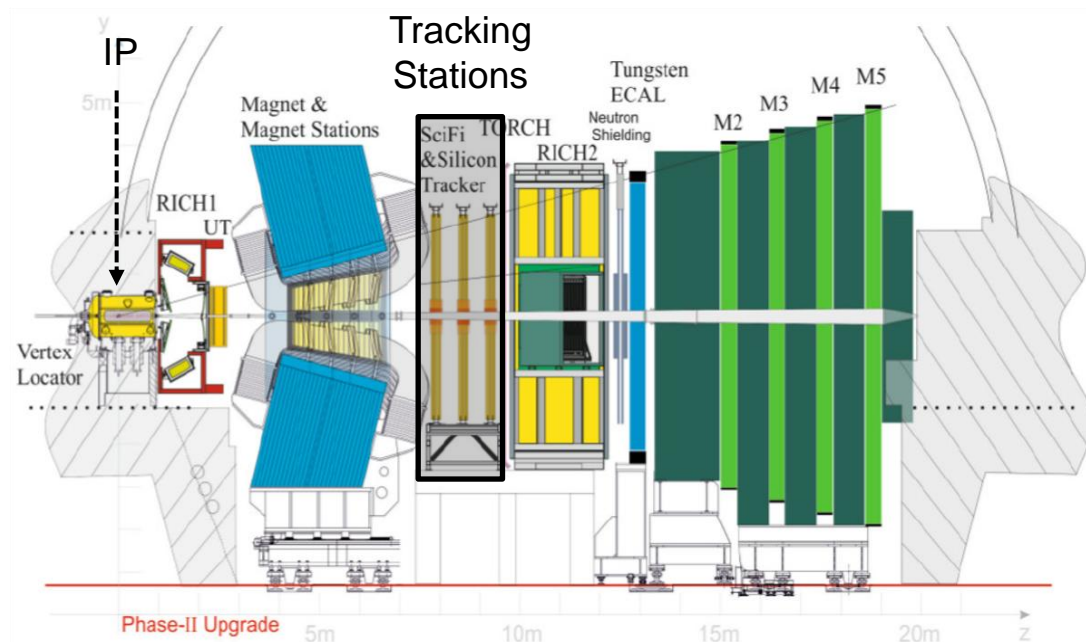 y
IP
Tracking
Stations
5m
Magnet &
Magnet Stations
SciFi
&Silicon
Tracker
TORCH
RICH2
Tungsten
ECAL
Neutron
Shielding
M2
M3
M4
M5
RICH1
UT
Vertex
Locator
Phase-II Upgrade
5m
10m
15m
20m
z